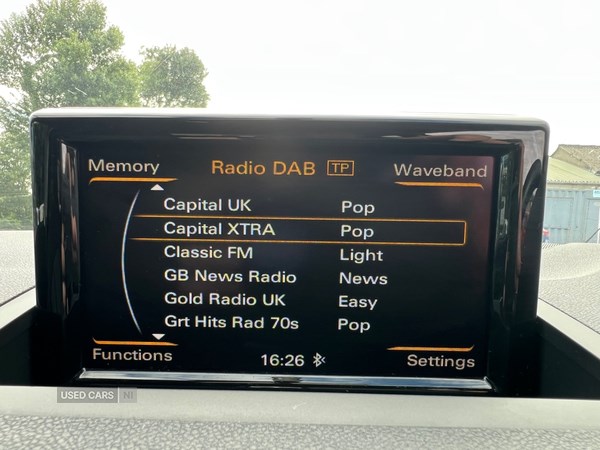 Memory Radio DAB TP Waveband
Capital UK Pop
Capital XTRA Pop
Classic FM Light
GB News Radio News
Gold Radio UK Easy
Grt Hits Rad 70s Pop
Functions 16:26 Settings
USED CARS NI